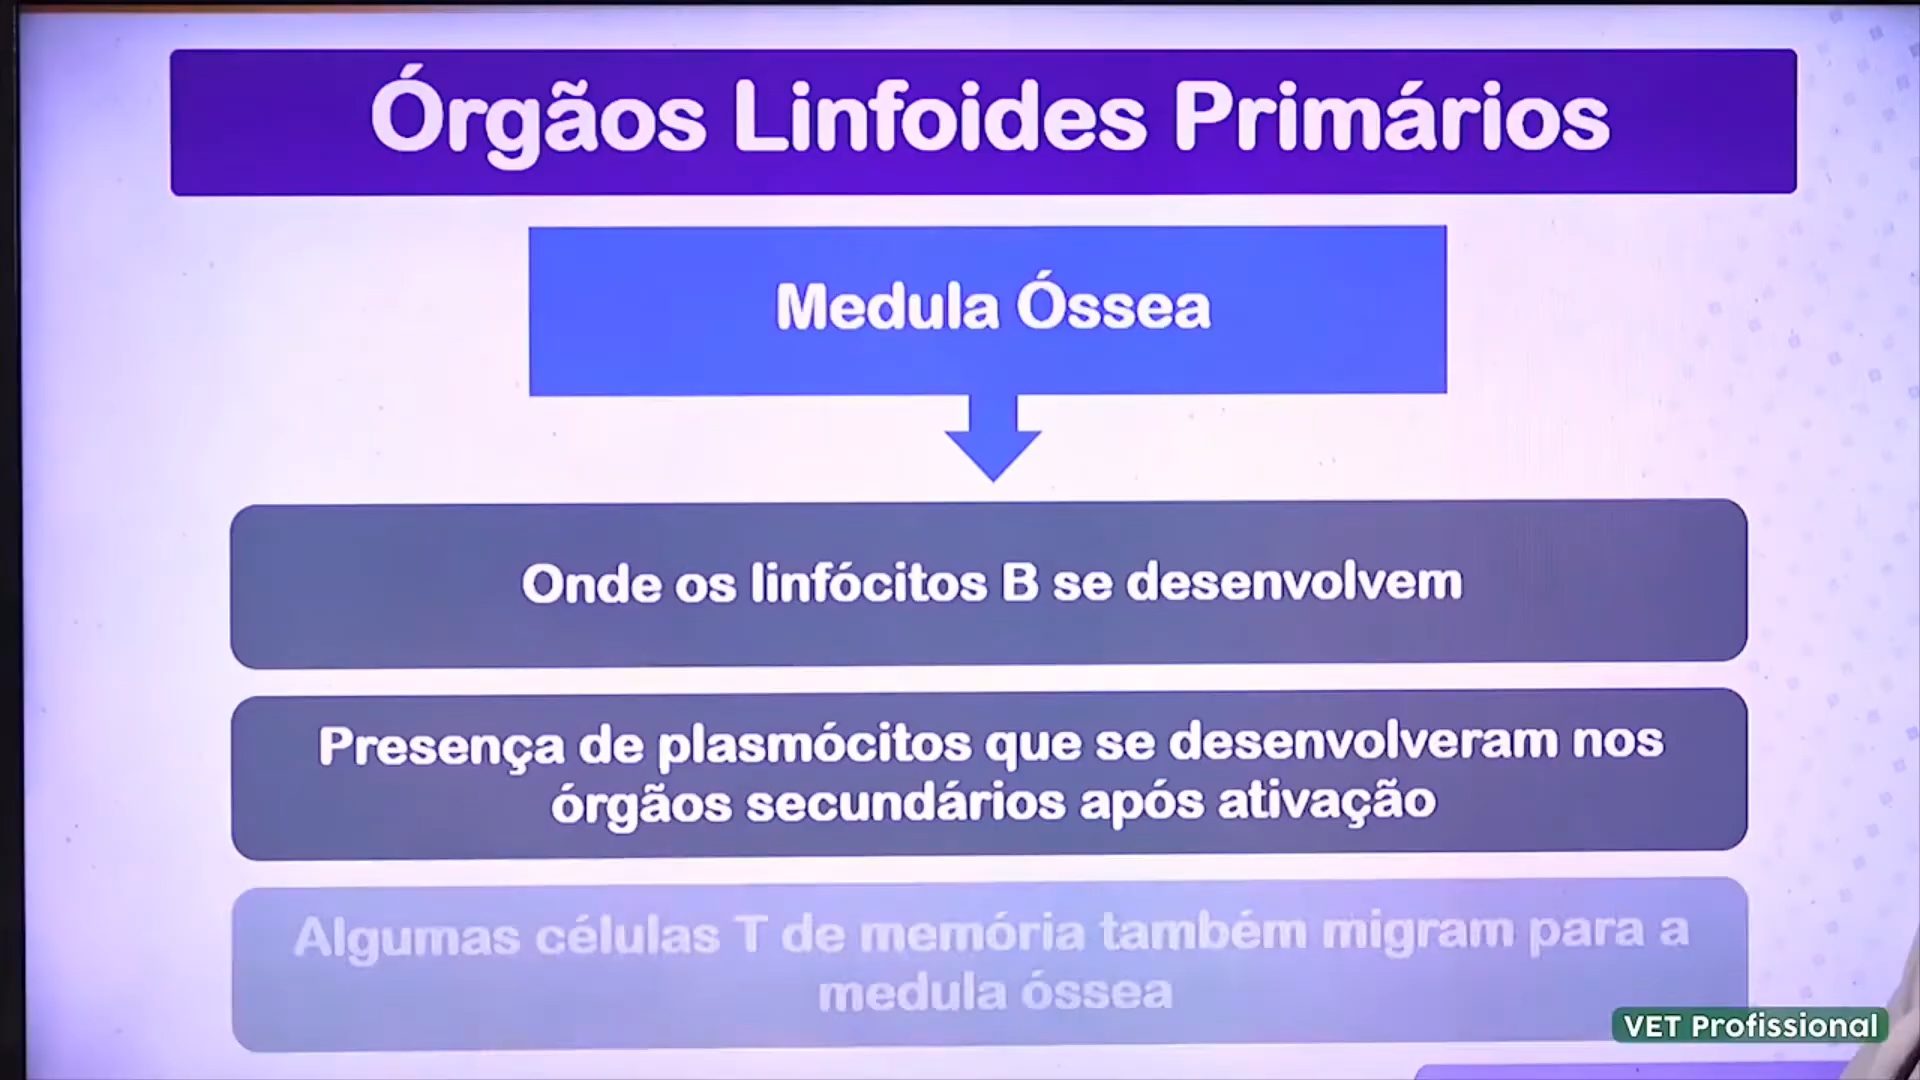 Órgãos Linfoides Primários
Medula Óssea
Onde os linfócitos B se desenvolvem
Presença de plasmócitos que se desenvolveram nos
órgãos secundários após ativação
Algumas células T de memória também migram para a
medula óssea
VET Profissional